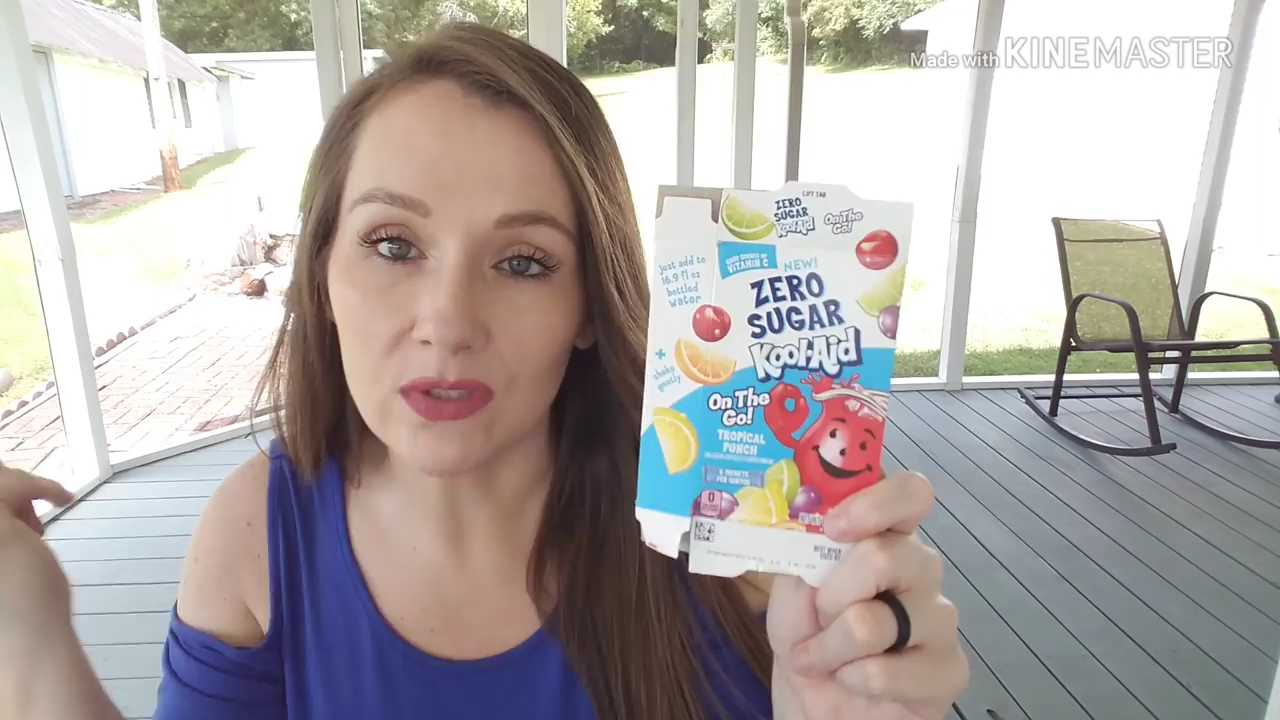 Made with KINEMASTER
LIFT TAB
ZERO
SUGAR
Kool-Aid
On The
Go!
GOOD SOURCE OF
VITAMIN C
just add to
16.9 fl oz
bottled
water
+
shake
gently
NEW!
ZERO
SUGAR
Kool-Aid
On The
Go!
TROPICAL
PUNCH
6 PACKETS
PER CARTON
0
BEST WHEN
USED BY